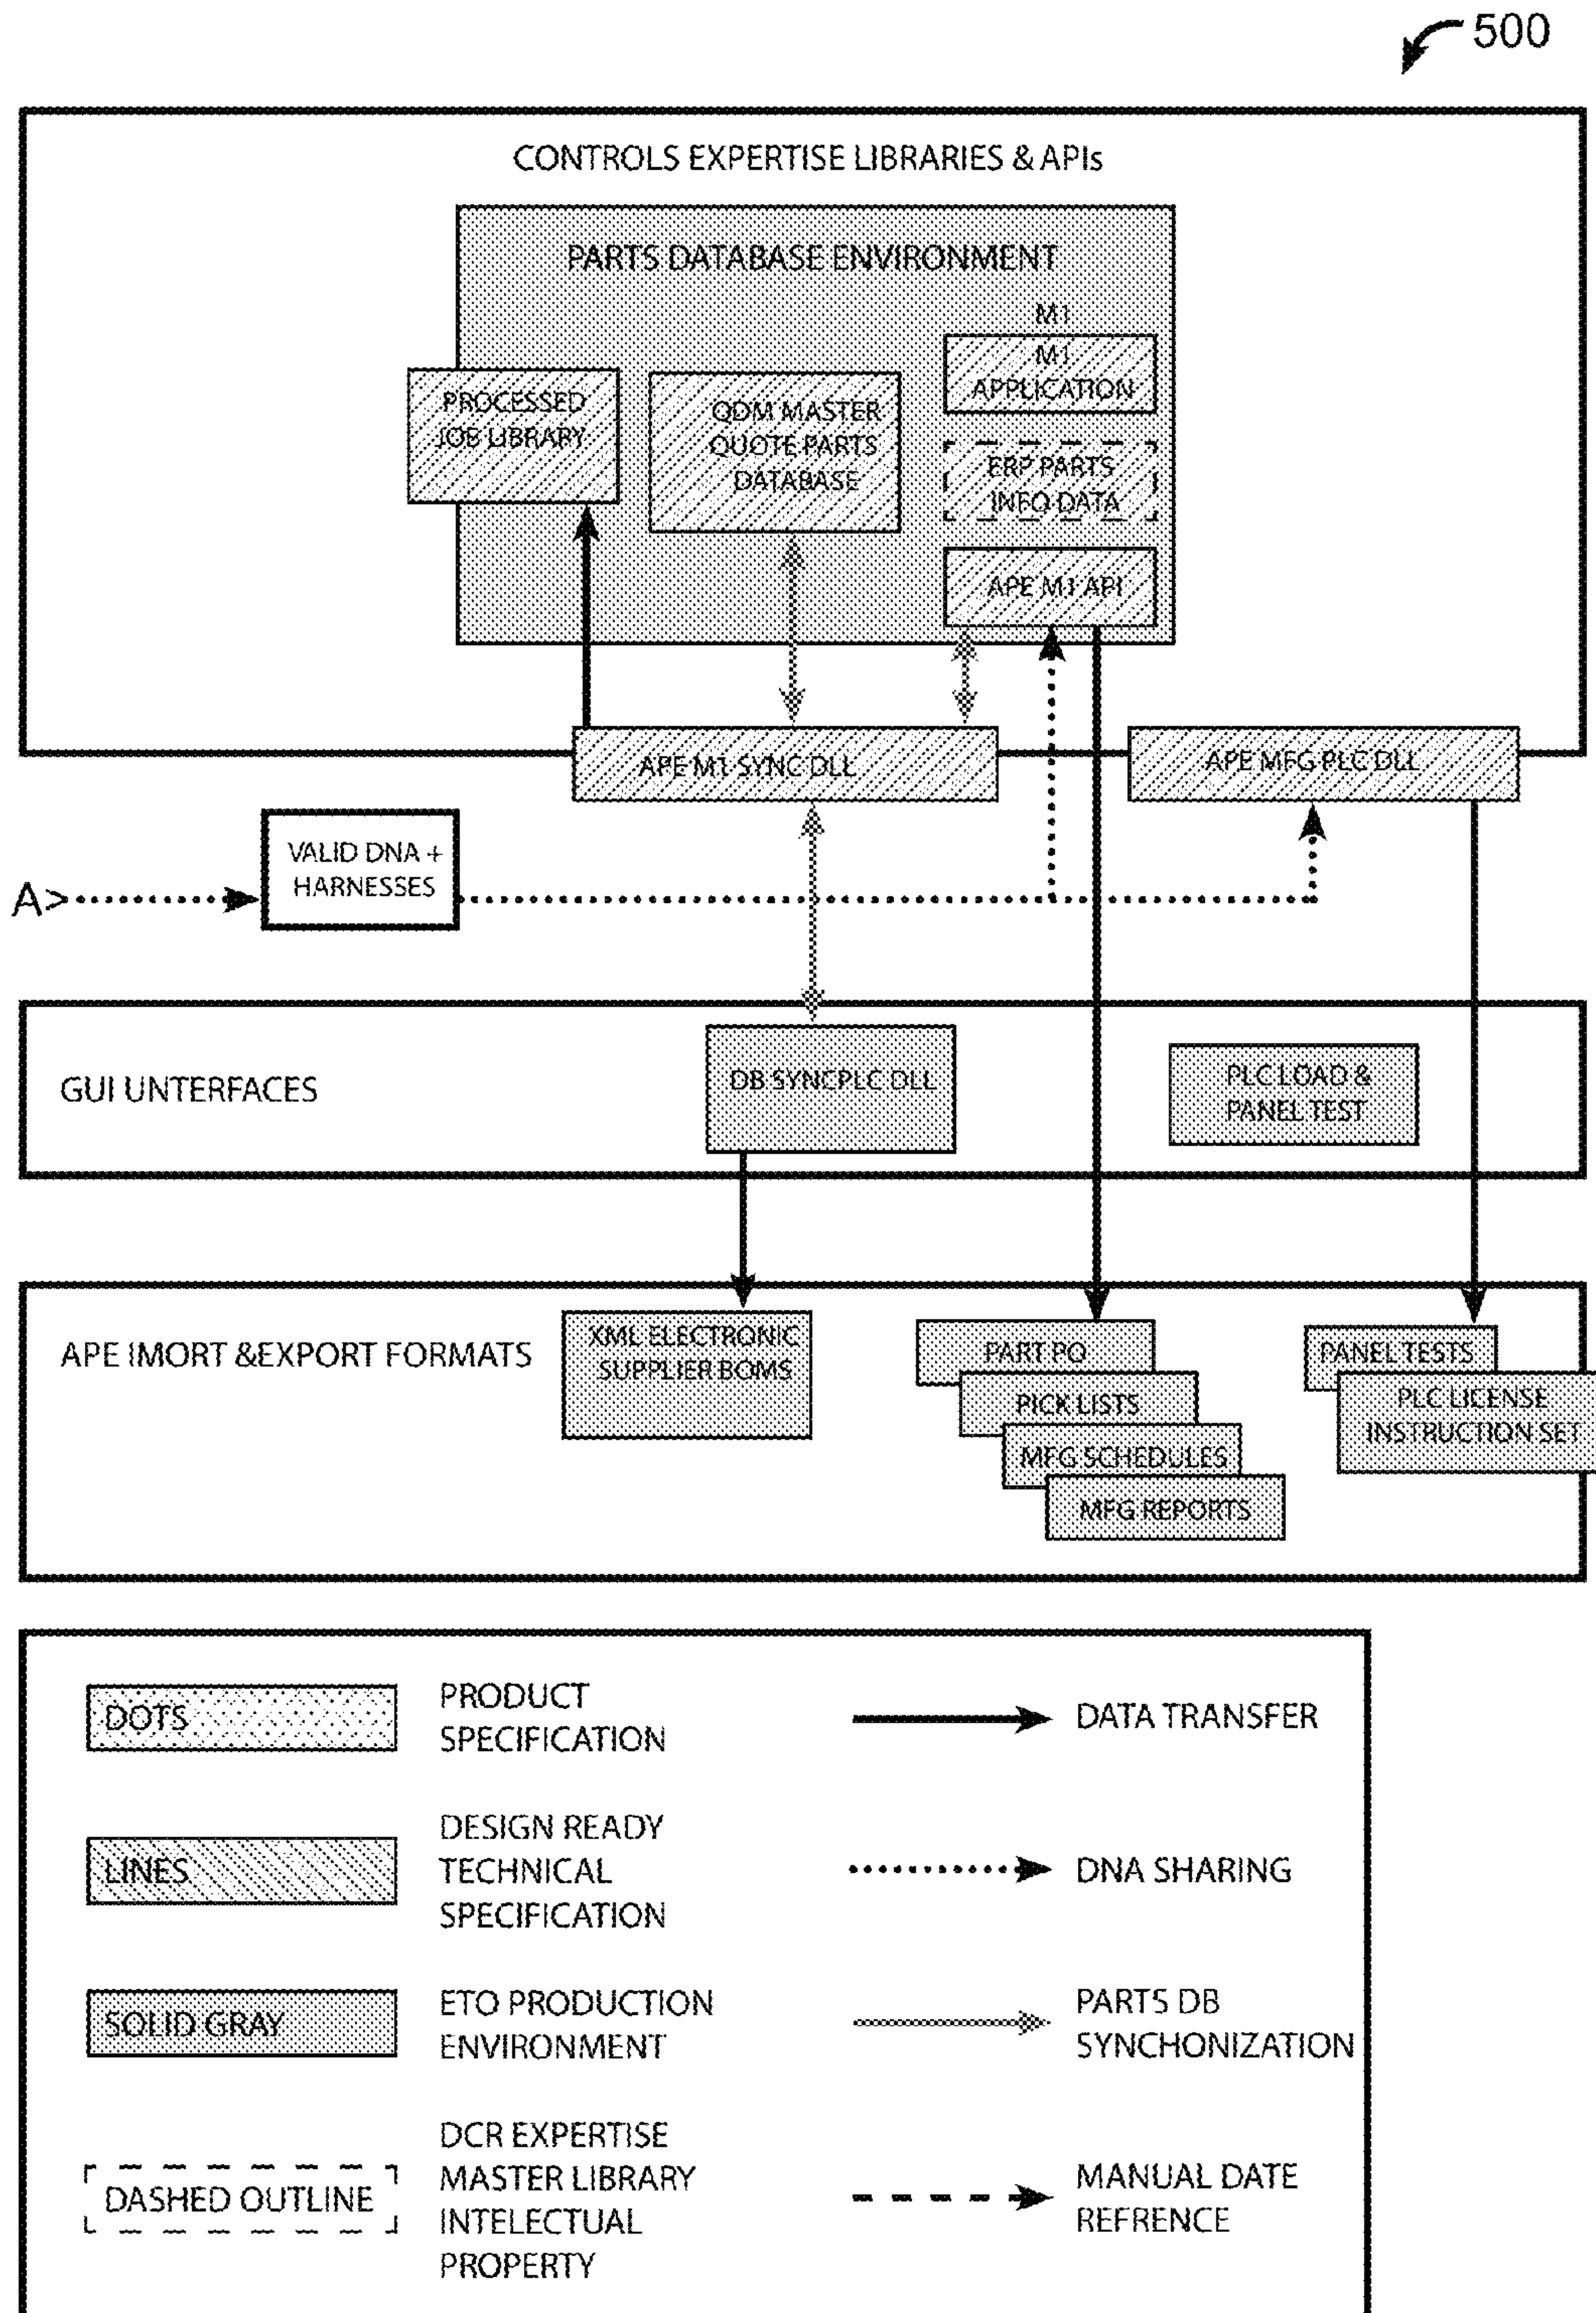 500
CONTROLS EXPERTISE LIBRARIES & APIs
PARTS DATABASE ENVIRONMENT
M1
M1
APPLICATION
PROCESSED
JOB LIBRARY
QDM MASTER
QUOTE PARTS
DATABASE
ERP PARTS
INFO DATA
APE M1 API
APE M1 SYNC DLL
APE MFG PLC DLL
VALID DNA +
HARNESSES
A>
GUI UNTERFACES
DB SYNCPLC DLL
PLC LOAD &
PANEL TEST
APE IMORT &EXPORT FORMATS
XML ELECTRONIC
SUPPLIER BOMS
PART PO
PICK LISTS
MFG SCHEDULES
MFG REPORTS
PANEL TESTS
PLC LICENSE
INSTRUCTION SET
DOTS
PRODUCT
SPECIFICATION
DATA TRANSFER
LINES
DESIGN READY
TECHNICAL
SPECIFICATION
DNA SHARING
SOLID GRAY
ETO PRODUCTION
ENVIRONMENT
PARTS DB
SYNCHONIZATION
DASHED OUTLINE
DCR EXPERTISE
MASTER LIBRARY
INTELECTUAL
PROPERTY
MANUAL DATE
REFRENCE